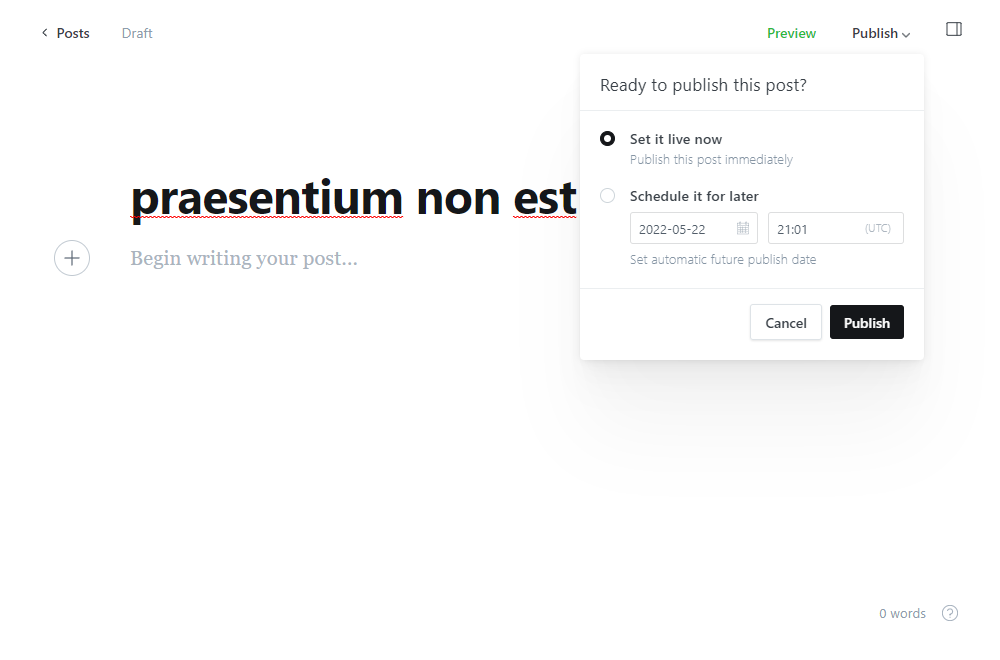 Posts Draft Preview Publish
Ready to publish this post?
Set it live now
Publish this post immediately
Schedule it for later
2022-05-22 21:01 (UTC)
Set automatic future publish date
Cancel Publish
praesentium non est
Begin writing your post...
0 words ?